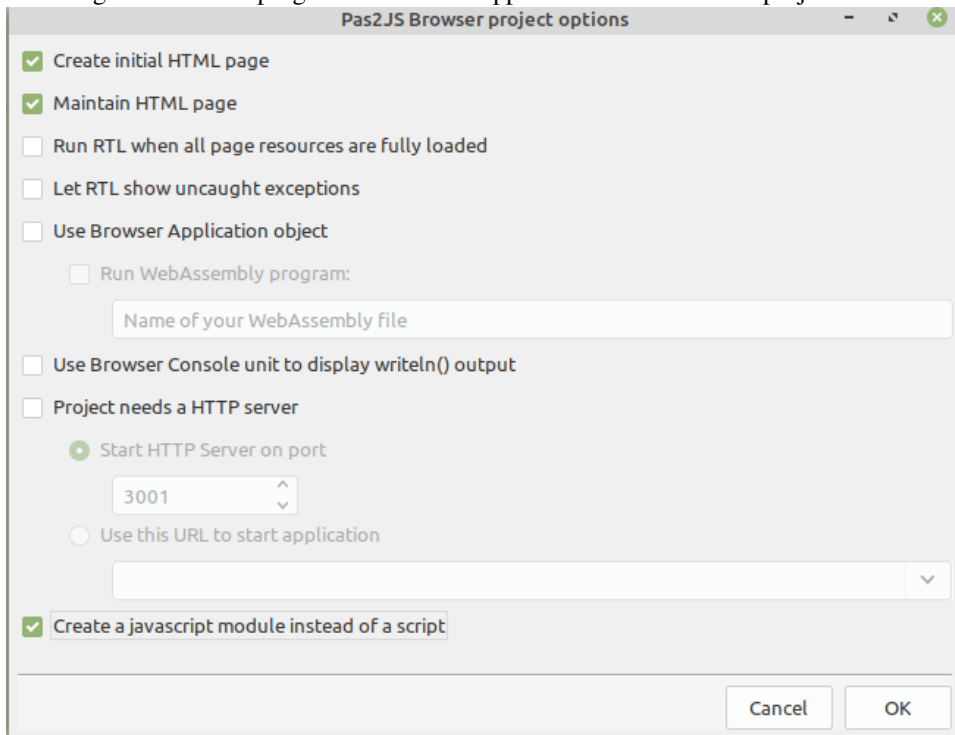 Pas2JS Browser project options
Create initial HTML page
Maintain HTML page
Run RTL when all page resources are fully loaded
Let RTL show uncaught exceptions
Use Browser Application object
Run WebAssembly program:
Name of your WebAssembly file
Use Browser Console unit to display writeln() output
Project needs a HTTP server
Start HTTP Server on port
3001
Use this URL to start application
Create a javascript module instead of a script
Cancel OK